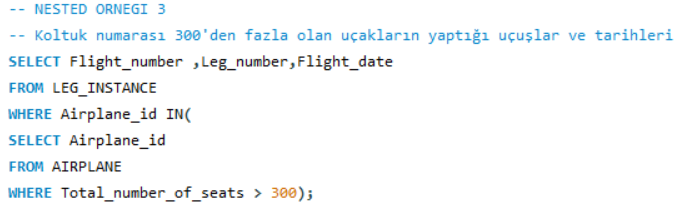 -- NESTED ORNEGI 3
-- Koltuk numarası 300'den fazla olan uçakların yaptığı uçuşlar ve tarihleri
SELECT Flight_number ,Leg_number,Flight_date
FROM LEG_INSTANCE
WHERE Airplane_id IN(
SELECT Airplane_id
FROM AIRPLANE
WHERE Total_number_of_seats > 300);